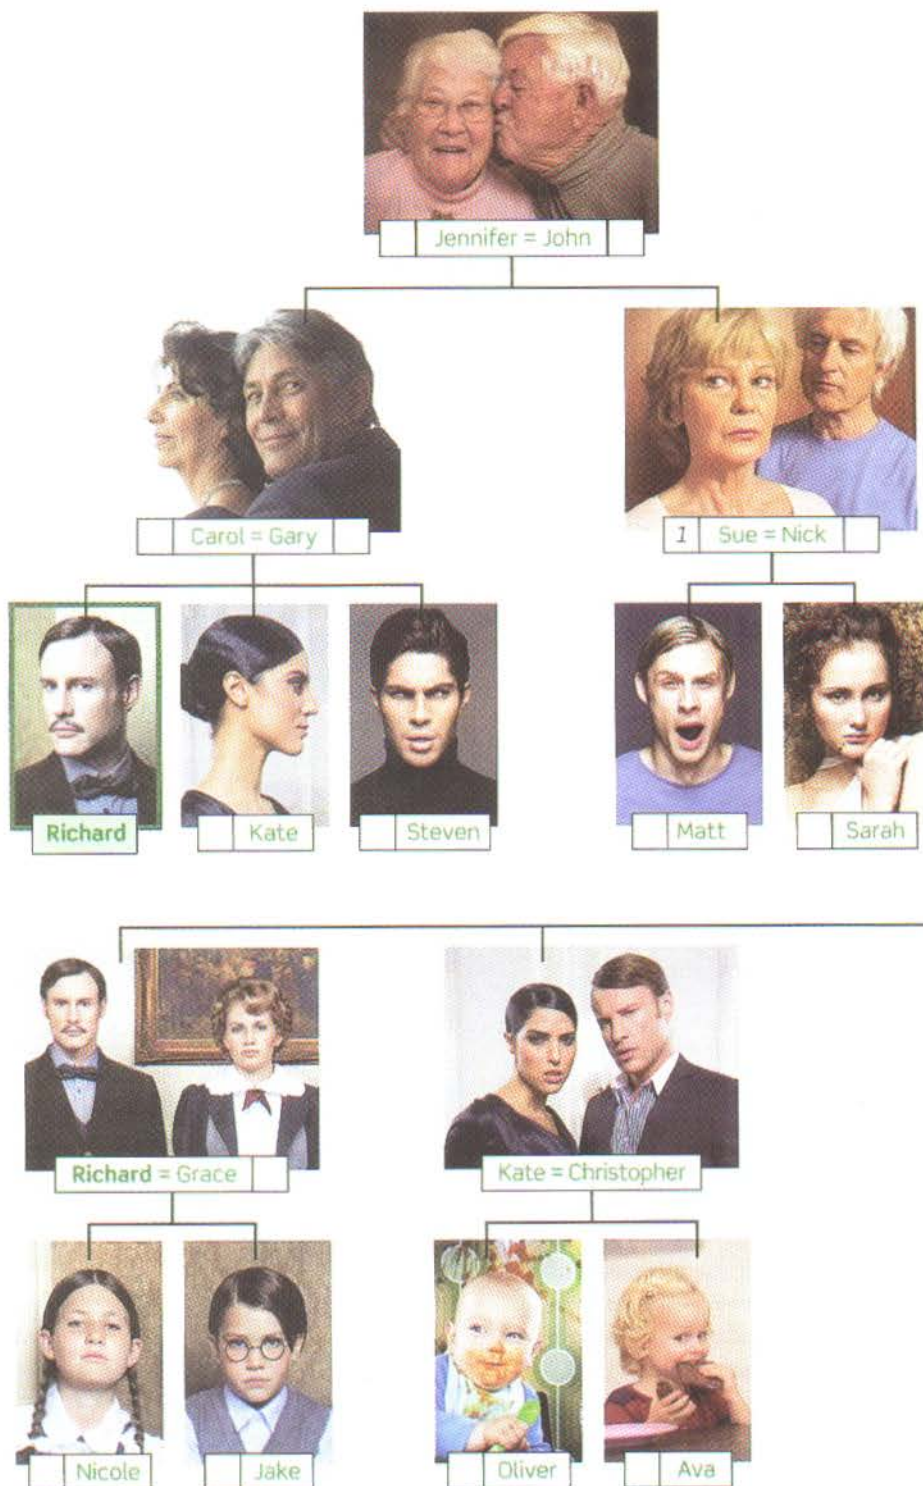 Jennifer = John
Carol = Gary
1 Sue = Nick
Richard
Kate
Steven
Matt
Sarah
Richard = Grace
Kate = Christopher
Nicole
Jake
Oliver
Ava